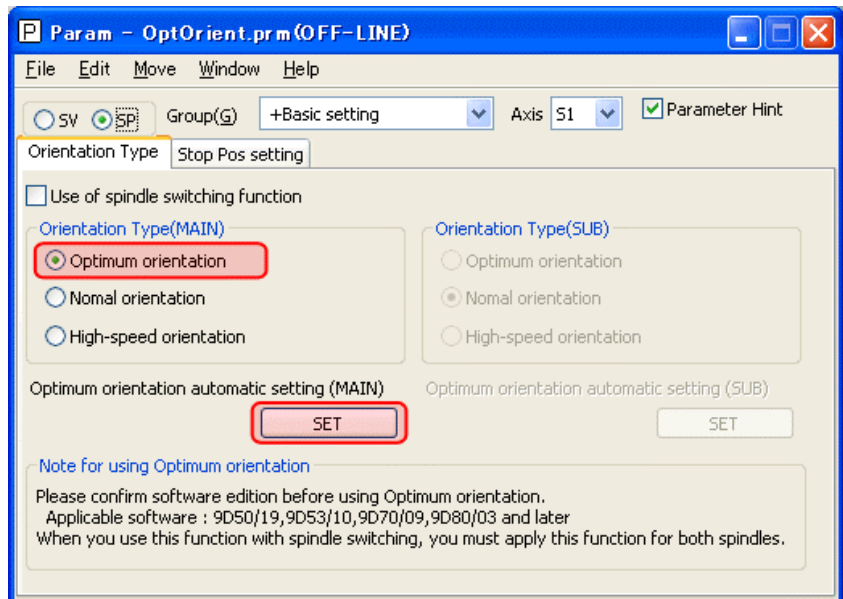 P Param - OptOrient.prm(OFF-LINE)
File Edit Move Window Help
SV SP Group(G) +Basic setting Axis S1 Parameter Hint
Orientation Type Stop Pos setting
Use of spindle switching function
Orientation Type(MAIN) Orientation Type(SUB)
Optimum orientation Optimum orientation
Nomal orientation Nomal orientation
High-speed orientation High-speed orientation
Optimum orientation automatic setting (MAIN) Optimum orientation automatic setting (SUB)
SET SET
Note for using Optimum orientation
Please confirm software edition before using Optimum orientation.
Applicable software : 9D50/19,9D53/10,9D70/09,9D80/03 and later
When you use this function with spindle switching, you must apply this function for both spindles.